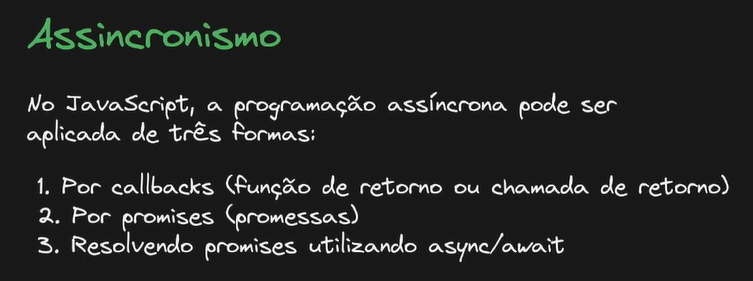 Assincronismo
No JavaScript, a programação assíncrona pode ser
aplicada de três formas:
1. Por callbacks (função de retorno ou chamada de retorno)
2. Por promises (promessas)
3. Resolvendo promises utilizando async/await